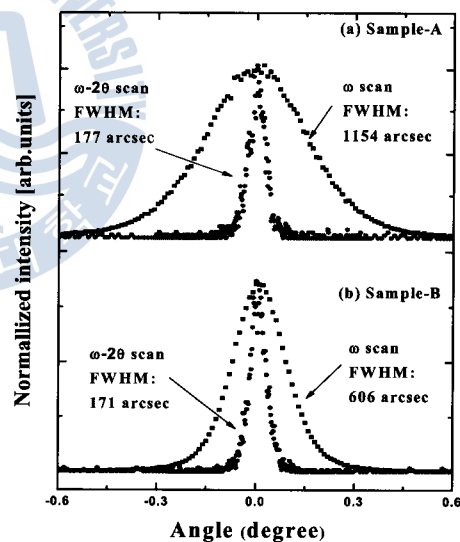 (a) Sample-A
ω-2θ scan
FWHM:
177 arcsec
ω scan
FWHM:
1154 arcsec
(b) Sample-B
ω-2θ scan
FWHM:
171 arcsec
ω scan
FWHM:
606 arcsec
Normallized intensity [arb.units]
-0.6 -0.3 0.0 0.3 0.6
Angle (degree)